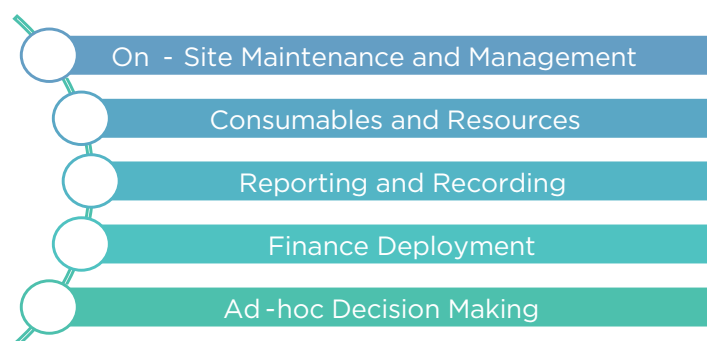 On - Site Maintenance and Management
Consumables and Resources
Reporting and Recording
Finance Deployment
Ad-hoc Decision Making